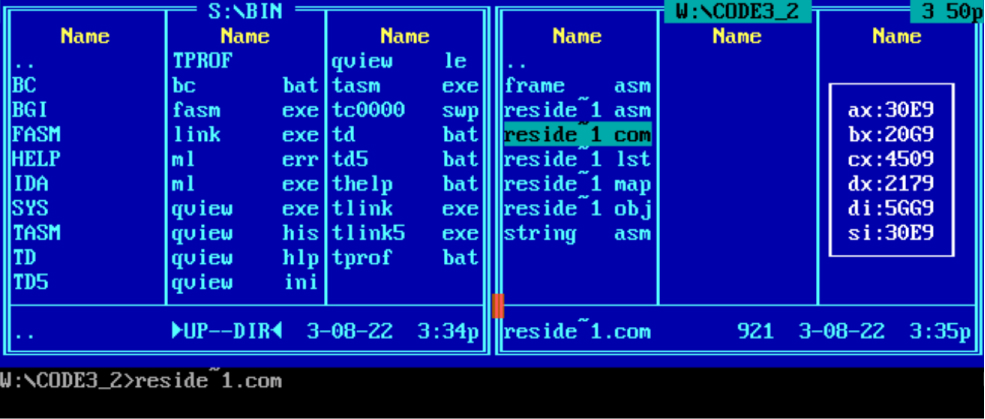 S:\BIN W:\CODE3_2 3 50p
Name Name Name Name Name Name
.. TPROF qview le ..
BC bc bat tasm exe frame asm
BGI fasm exe tc0000 swp reside~1 asm ax:30E9
FASM link exe td bat reside~1 com bx:20G9
HELP ml err td5 bat reside~1 lst cx:4509
IDA ml exe thelp bat reside~1 map dx:2179
SYS qview exe tlink exe reside~1 obj di:5GG9
TASM qview his tlink5 exe string asm si:30E9
TD qview hlp tprof bat
TD5 qview ini
.. ►UP--DIR◄ 3-08-22 3:34p reside~1.com 921 3-08-22 3:35p
W:\CODE3_2>reside~1.com